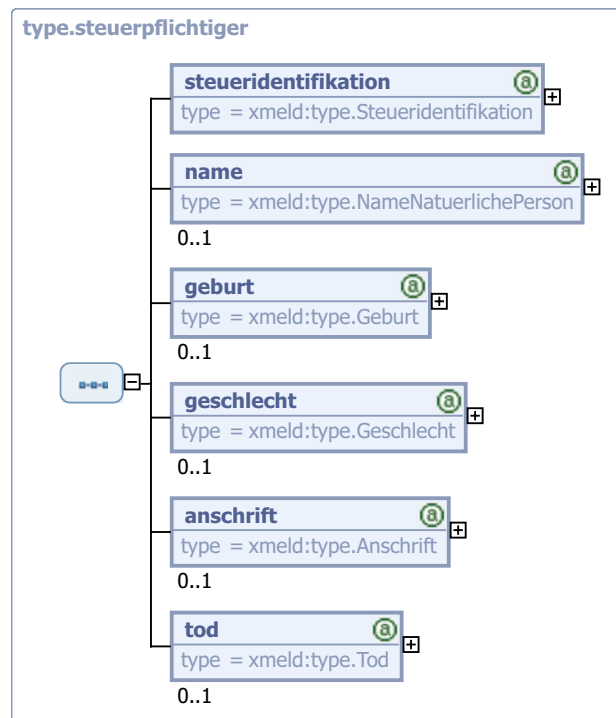 type.steuerpflichtiger
steueridentifikation
type = xmeld:type.Steueridentifikation
name
type = xmeld:type.NameNatuerlichePerson
0..1
geburt
type = xmeld:type.Geburt
0..1
geschlecht
type = xmeld:type.Geschlecht
0..1
anschrift
type = xmeld:type.Anschrift
0..1
tod
type = xmeld:type.Tod
0..1